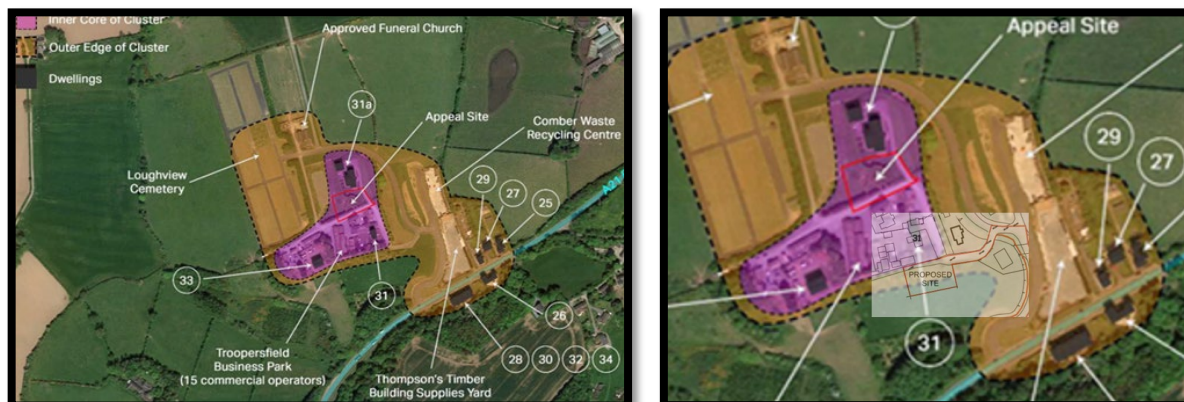 Inner Core of Cluster
Outer Edge of Cluster
Dwellings
Approved Funeral Church
31a
Appeal Site
Comber Waste
Recycling Centre
Loughview
Cemetery
29
27
25
A21
33
31
26
28
30
32
34
Troopersfield
Business Park
(15 commercial operators)
Thompson's Timber
Building Supplies Yard
Appeal Site
29
27
31
PROPOSED
SITE
31